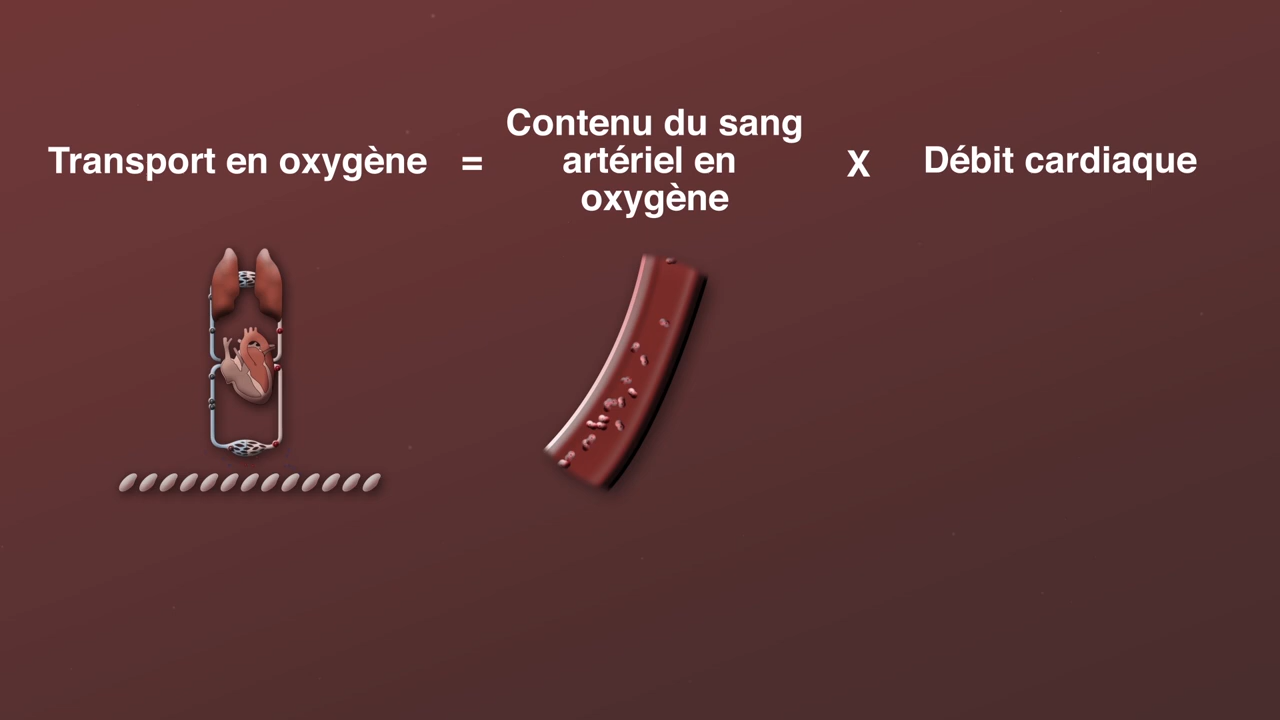 Transport en oxygène = Contenu du sang
artériel en
oxygène X Débit cardiaque